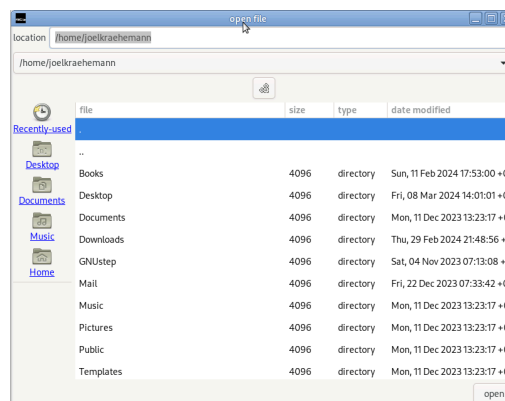 open file
location /home/joelkraehemann
/home/joelkraehemann
file size type date modified
Recently-used
.
..
Desktop
Documents
Music
Home
Books 4096 directory Sun, 11 Feb 2024 17:53:00 +0
Desktop 4096 directory Fri, 08 Mar 2024 14:01:01 +0
Documents 4096 directory Mon, 11 Dec 2023 13:23:17 +0
Downloads 4096 directory Thu, 29 Feb 2024 21:48:56 +
GNUstep 4096 directory Sat, 04 Nov 2023 07:13:08 +
Mail 4096 directory Fri, 22 Dec 2023 07:33:42 +0
Music 4096 directory Mon, 11 Dec 2023 13:23:17 +0
Pictures 4096 directory Mon, 11 Dec 2023 13:23:17 +0
Public 4096 directory Mon, 11 Dec 2023 13:23:17 +0
Templates 4096 directory Mon, 11 Dec 2023 13:23:17 +0
open